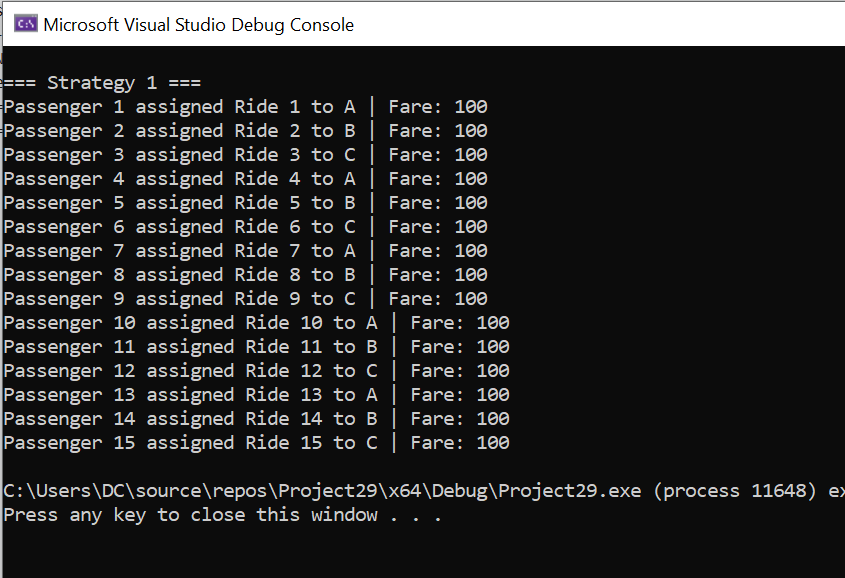 Microsoft Visual Studio Debug Console
=== Strategy 1 ===
Passenger 1 assigned Ride 1 to A | Fare: 100
Passenger 2 assigned Ride 2 to B | Fare: 100
Passenger 3 assigned Ride 3 to C | Fare: 100
Passenger 4 assigned Ride 4 to A | Fare: 100
Passenger 5 assigned Ride 5 to B | Fare: 100
Passenger 6 assigned Ride 6 to C | Fare: 100
Passenger 7 assigned Ride 7 to A | Fare: 100
Passenger 8 assigned Ride 8 to B | Fare: 100
Passenger 9 assigned Ride 9 to C | Fare: 100
Passenger 10 assigned Ride 10 to A | Fare: 100
Passenger 11 assigned Ride 11 to B | Fare: 100
Passenger 12 assigned Ride 12 to C | Fare: 100
Passenger 13 assigned Ride 13 to A | Fare: 100
Passenger 14 assigned Ride 14 to B | Fare: 100
Passenger 15 assigned Ride 15 to C | Fare: 100
C:\Users\DC\source\repos\Project29\x64\Debug\Project29.exe (process 11648) ex
Press any key to close this window . . .